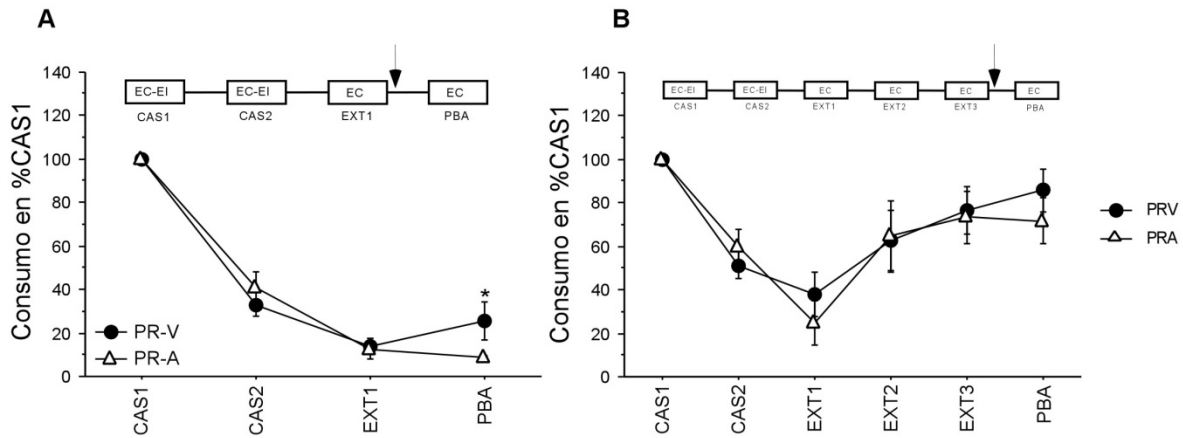 A
Consumo en %CAS1
140
120
100
80
60
40
20
0
EC-EI
EC-EI
EC
EC
CAS1
CAS2
EXT1
PBA
*
PR-V
PR-A
CAS1
CAS2
EXT1
PBA
B
Consumo en %CAS1
140
120
100
80
60
40
20
0
EC-EI
EC-EI
EC
EC
EC
EC
CAS1
CAS2
EXT1
EXT2
EXT3
PBA
CAS1
CAS2
EXT1
EXT2
EXT3
PBA
PRV
PRA